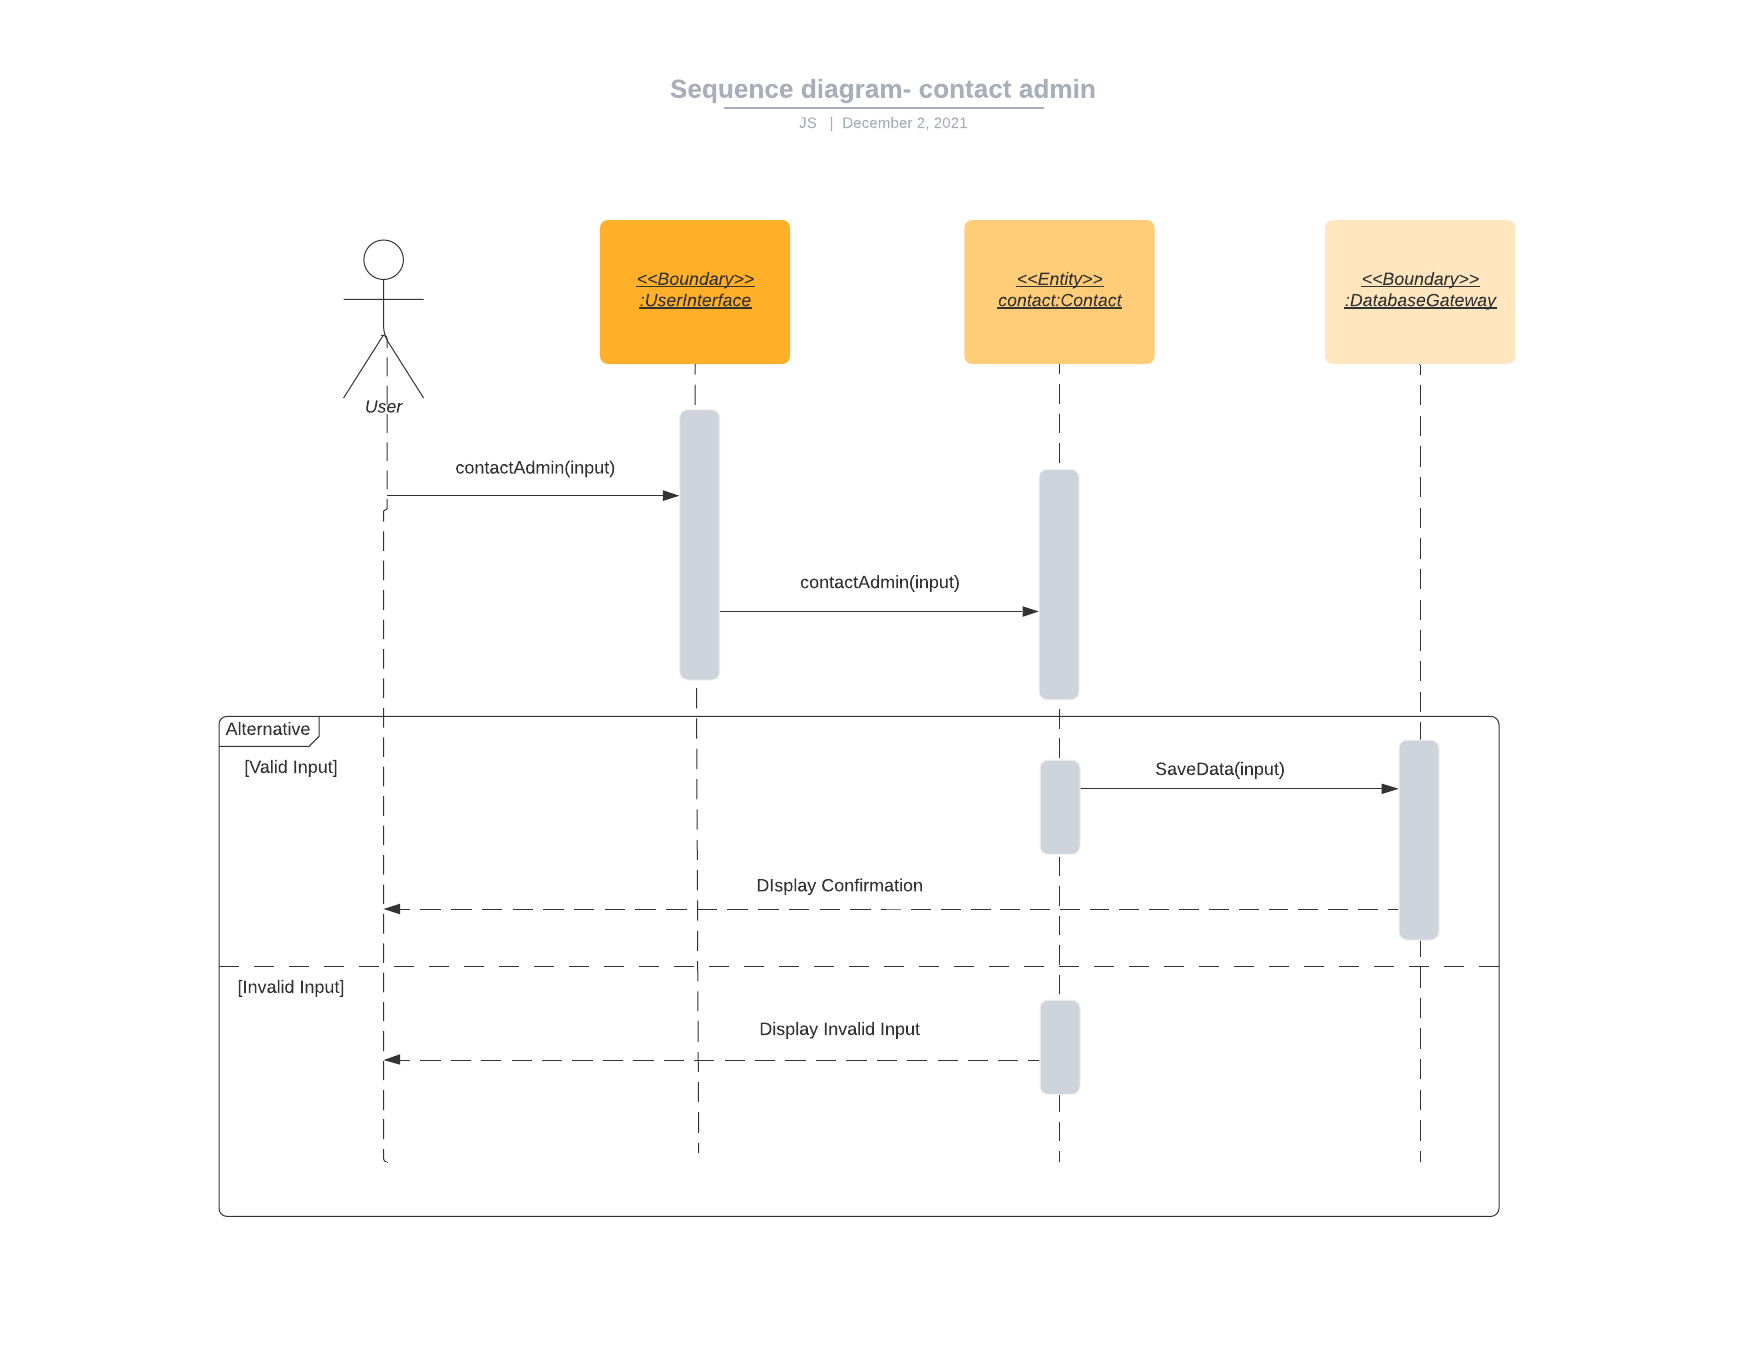 Sequence diagram- contact admin
JS | December 2, 2021
<<Boundary>>
:UserInterface
<<Entity>>
contact:Contact
<<Boundary>>
:DatabaseGateway
User
contactAdmin(input)
contactAdmin(input)
Alternative
[Valid Input]
SaveData(input)
DIsplay Confirmation
[Invalid Input]
Display Invalid Input